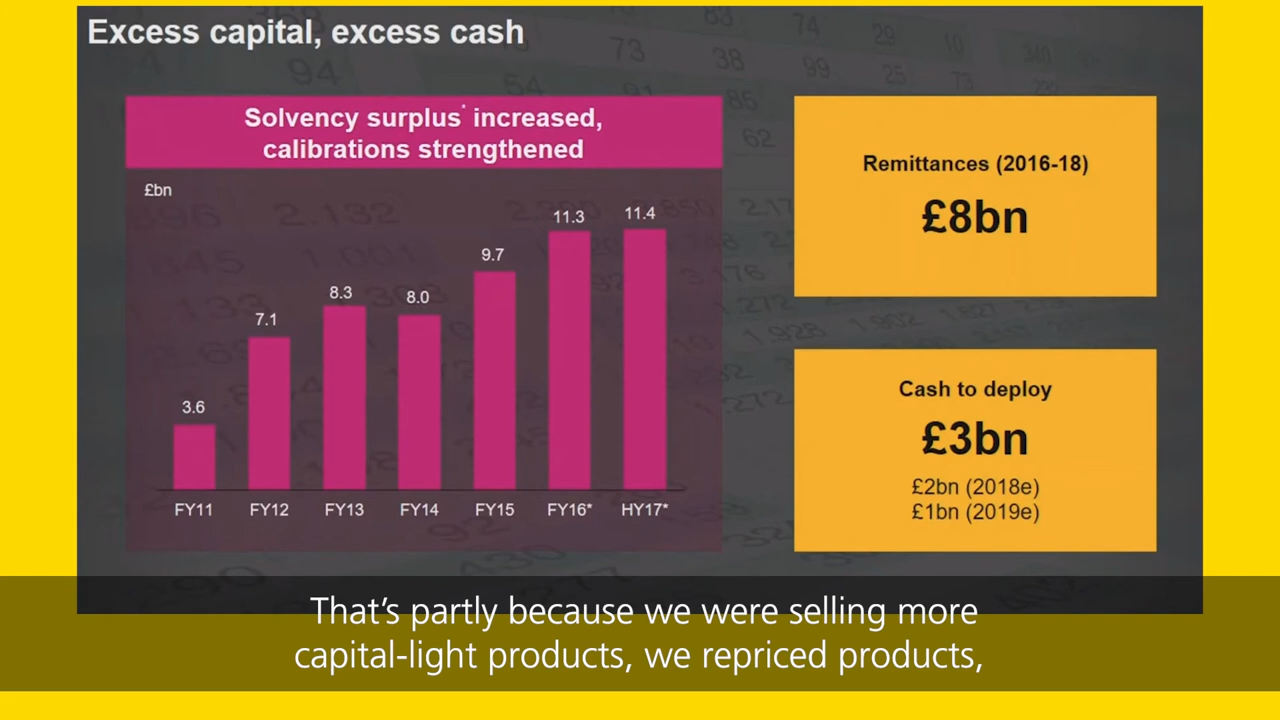 Excess capital, excess cash
Solvency surplus* increased,
calibrations strengthened
£bn
3.6
7.1
8.3
8.0
9.7
11.3
11.4
FY11
FY12
FY13
FY14
FY15
FY16*
HY17*
Remittances (2016-18)
£8bn
Cash to deploy
£3bn
£2bn (2018e)
£1bn (2019e)
That’s partly because we were selling more
capital-light products, we repriced products,